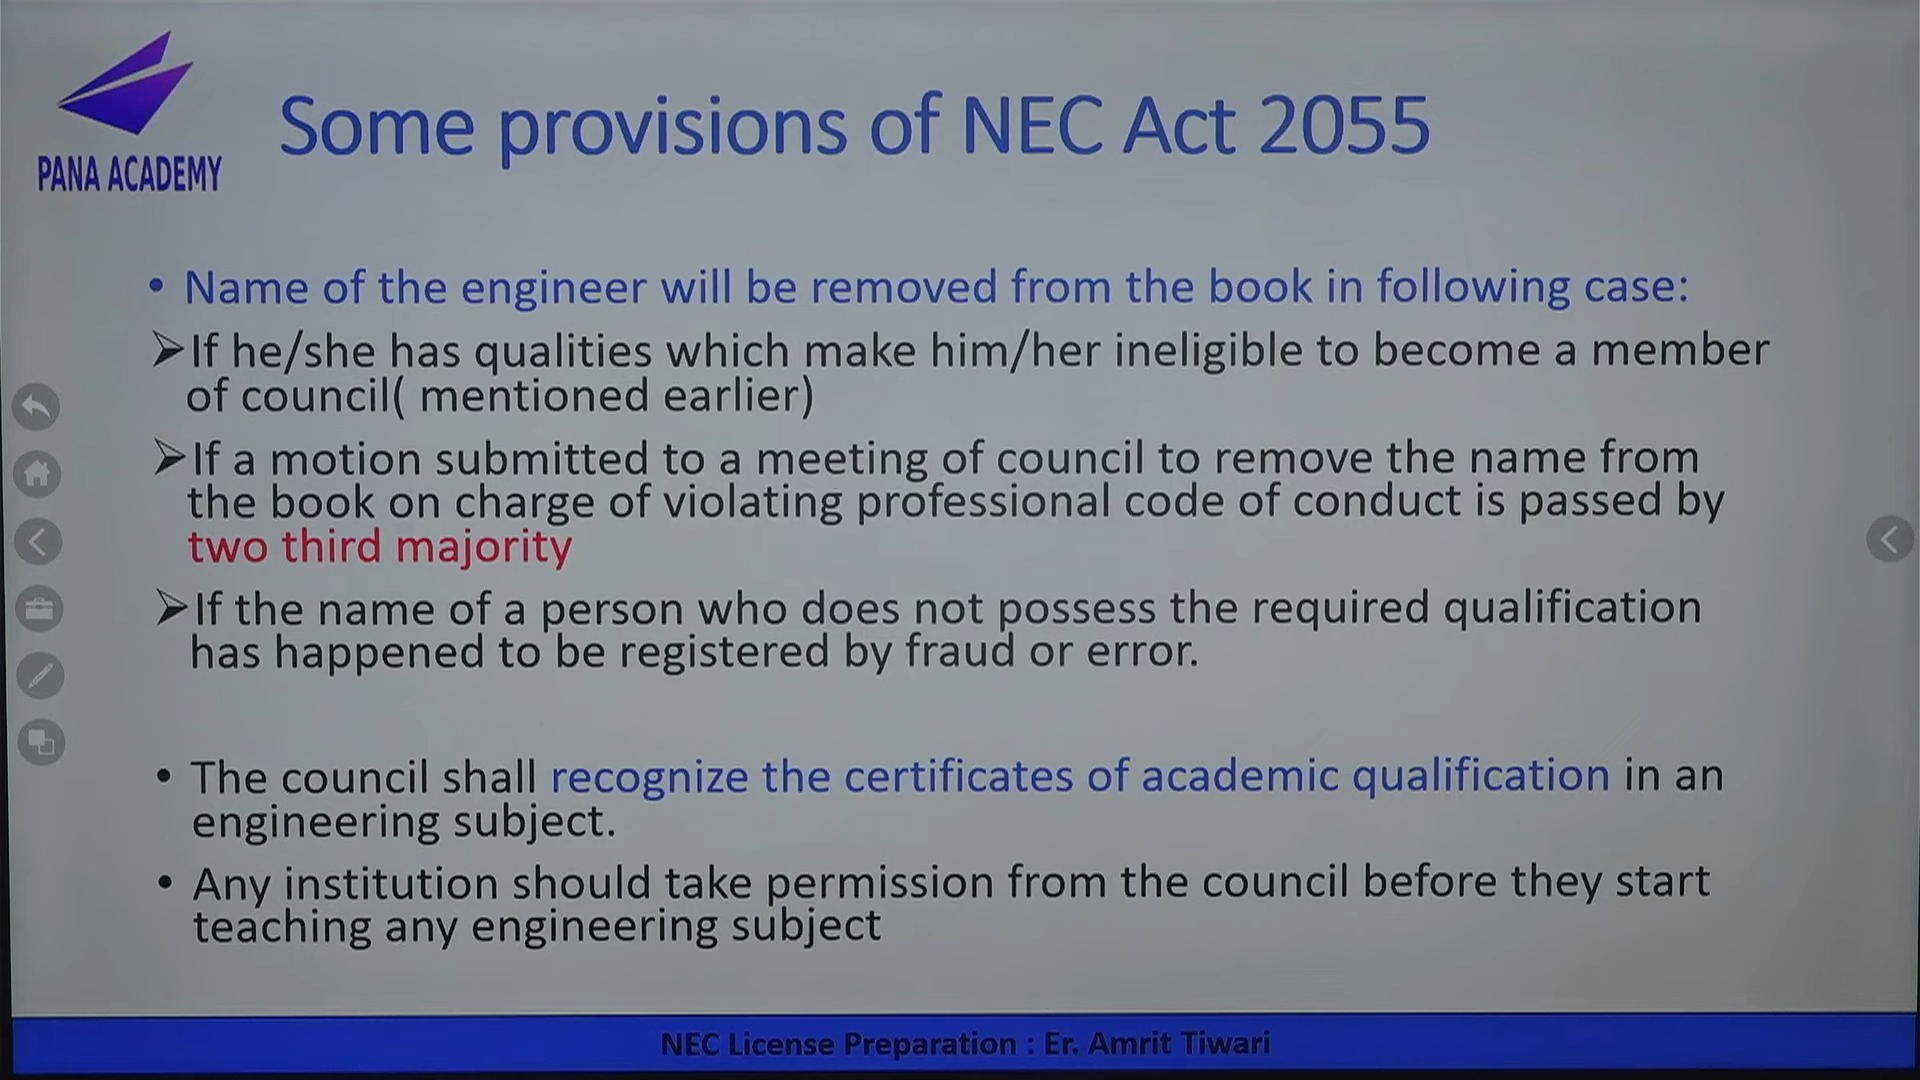 PANA ACADEMY
Some provisions of NEC Act 2055
• Name of the engineer will be removed from the book in following case:
➢If he/she has qualities which make him/her ineligible to become a member
of council( mentioned earlier)
➢If a motion submitted to a meeting of council to remove the name from
the book on charge of violating professional code of conduct is passed by
two third majority
➢If the name of a person who does not possess the required qualification
has happened to be registered by fraud or error.
• The council shall recognize the certificates of academic qualification in an
engineering subject.
• Any institution should take permission from the council before they start
teaching any engineering subject
NEC License Preparation : Er. Amrit Tiwari